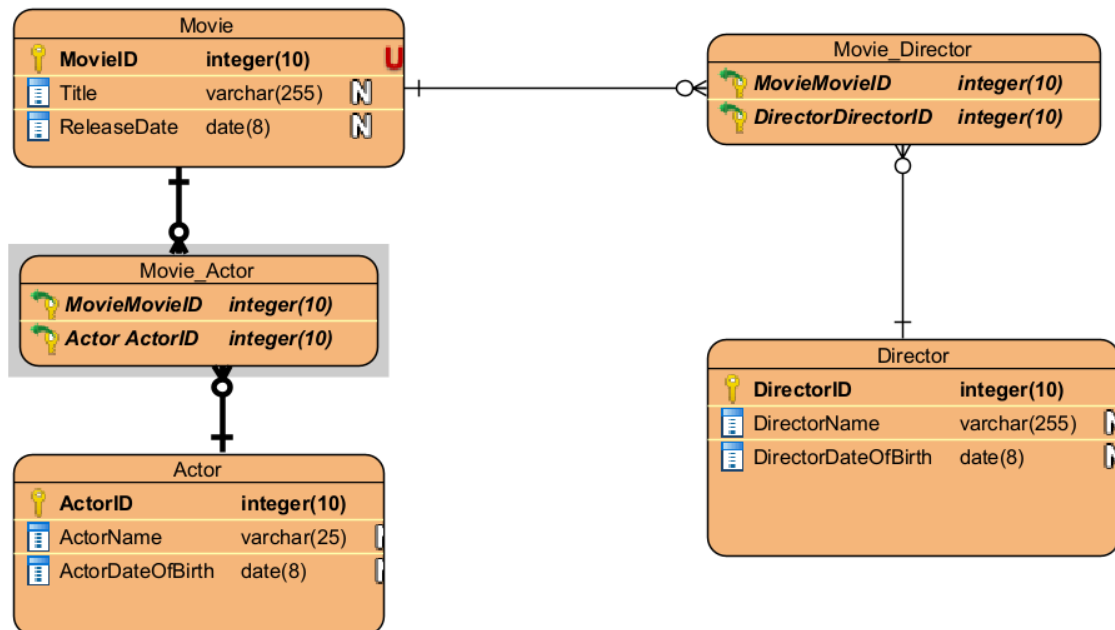 Movie
MovieID integer(10) U
Title varchar(255) N
ReleaseDate date(8) N
Movie_Director
MovieMovieID integer(10)
DirectorDirectorID integer(10)
Movie_Actor
MovieMovieID integer(10)
Actor ActorID integer(10)
Director
DirectorID integer(10)
DirectorName varchar(255) N
DirectorDateOfBirth date(8) N
Actor
ActorID integer(10)
ActorName varchar(25)
ActorDateOfBirth date(8)